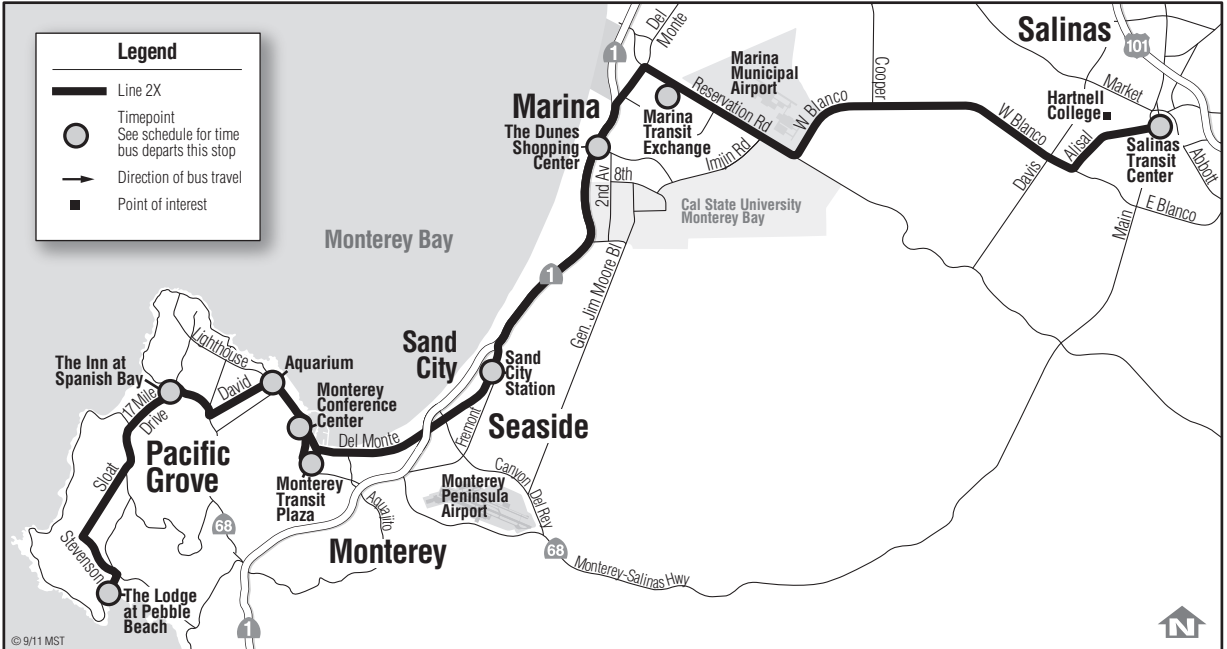 Legend
Line 2X
Timepoint
See schedule for time
bus departs this stop
Direction of bus travel
Point of interest
Salinas
101
1
Del
Monte
Marina
Municipal
Airport
Cooper
Market
Hartnell
College
Marina
The Dunes
Shopping
Center
Marina
Transit
Exchange
Reservation Rd
W Blanco
W Blanco
Alisal
Salinas
Transit
Center
Abbott
Davis
Main
E Blanco
Imjin Rd
8th
2nd Av
Cal State University
Monterey Bay
Monterey Bay
1
Gen. Jim Moore Bl
Sand
City
Sand
City
Station
Lighthouse
The Inn at
Spanish Bay
Aquarium
17 Mile
Drive
David
Monterey
Conference
Center
Del Monte
Fremont
Seaside
Pacific
Grove
Sloat
Monterey
Transit
Plaza
Aguajito
Monterey
Peninsula
Airport
Canyon
Del Rey
68
Monterey
68
Monterey-Salinas Hwy
Stevenson
The Lodge
at Pebble
Beach
1
© 9/11 MST
N